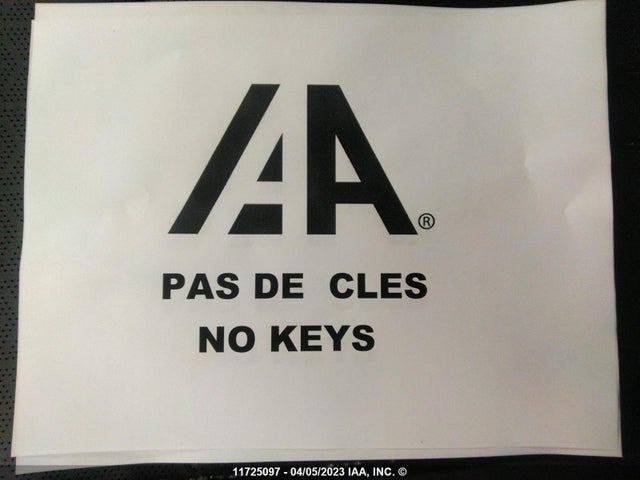 IAA®
PAS DE CLES
NO KEYS
11725097 - 04/05/2023 IAA, INC. ©